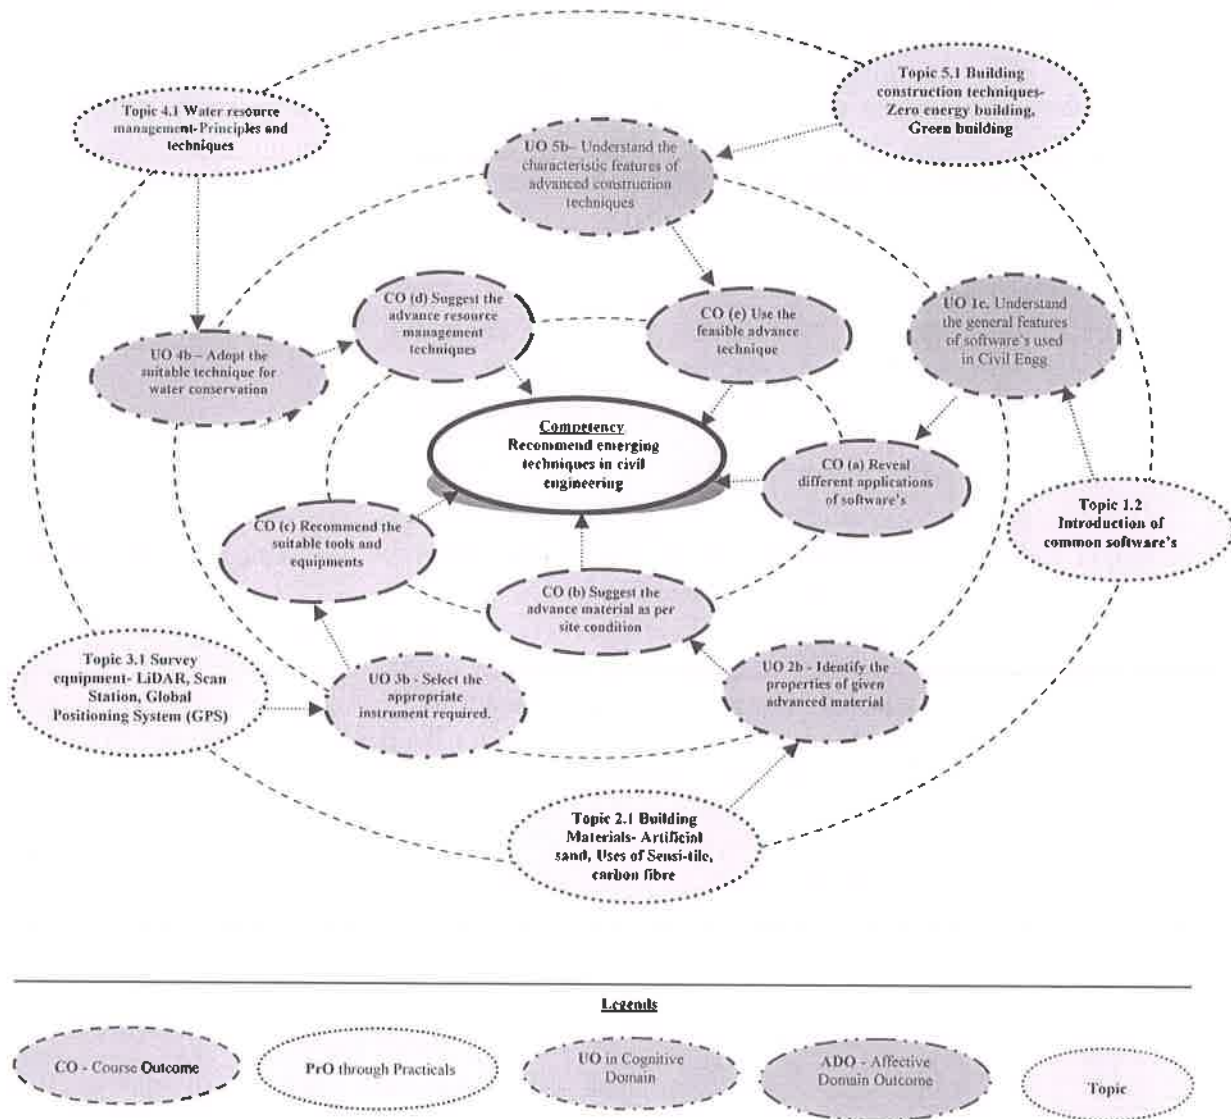 Topic 4.1 Water resource
management-Principles and
techniques
Topic 5.1 Building
construction techniques-
Zero energy building,
Green building
UO 5b– Understand the
characteristic features of
advanced construction
techniques
CO (d) Suggest the
advance resource
management
techniques
CO (e) Use the
feasible advance
technique
UO 1e. Understand
the general features
of software's used
in Civil Engg
UO 4b – Adopt the
suitable technique for
water conservation
Competency
Recommend emerging
techniques in civil
engineering
CO (a) Reveal
different applications
of software's
Topic 1.2
Introduction of
common software's
CO (c) Recommend the
suitable tools and
equipments
CO (b) Suggest the
advance material as per
site condition
Topic 3.1 Survey
equipment- LiDAR, Scan
Station, Global
Positioning System (GPS)
UO 3b - Select the
appropriate
instrument required.
UO 2b - Identify the
properties of given
advanced material
Topic 2.1 Building
Materials- Artificial
sand, Uses of Sensi-tile,
carbon fibre
Legends
CO - Course Outcome
PrO through Practicals
UO in Cognitive
Domain
ADO - Affective
Domain Outcome
Topic